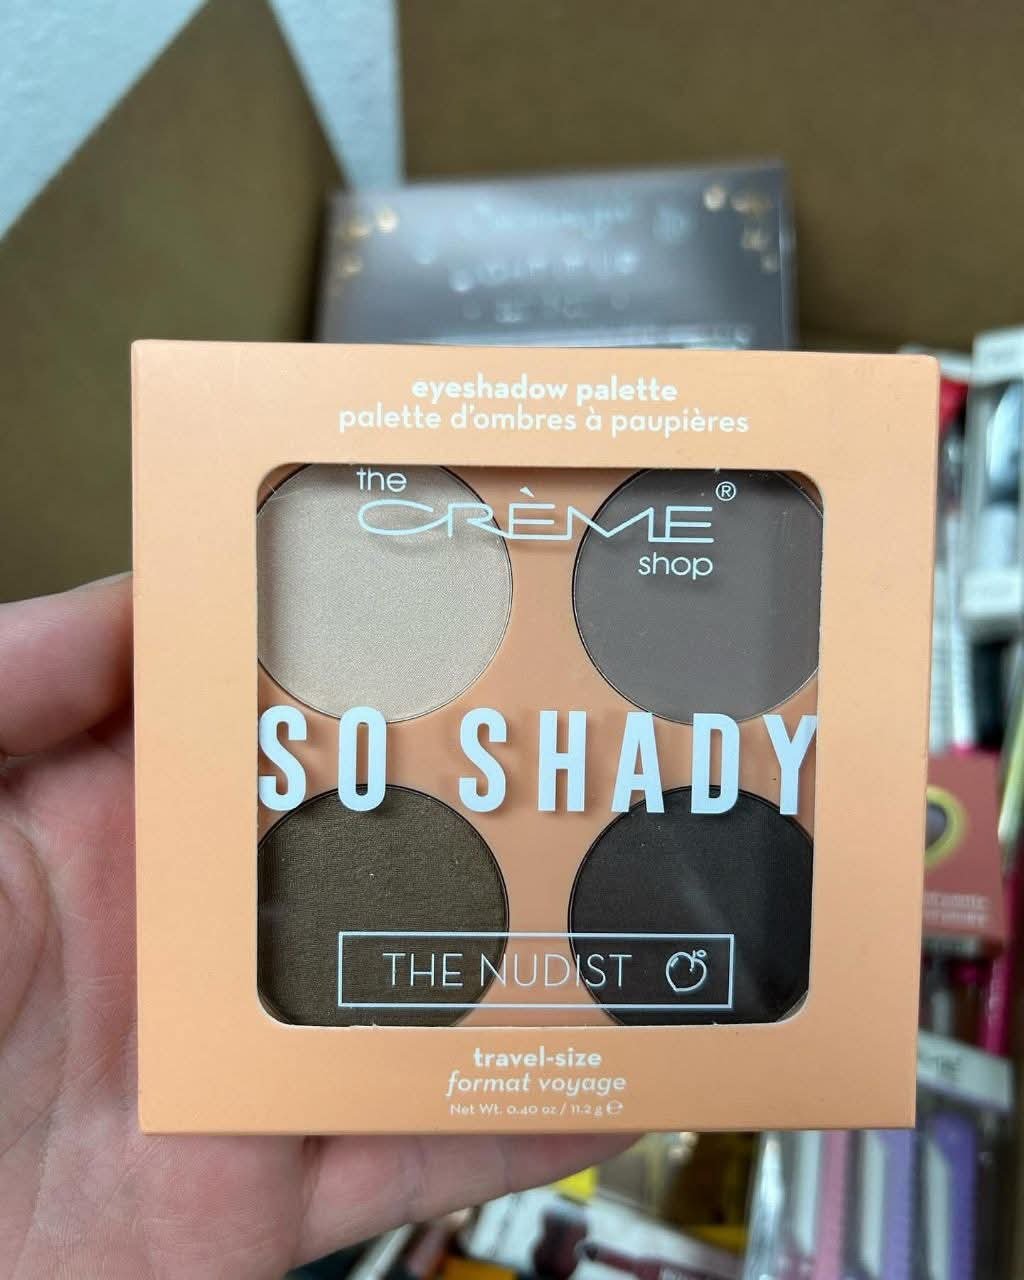 eyeshadow palette
palette d'ombres à paupières
the
CRÈME®
shop
SO SHADY
THE NUDIST
travel-size
format voyage
Net Wt. 0.40 oz / 11.2 g ℮